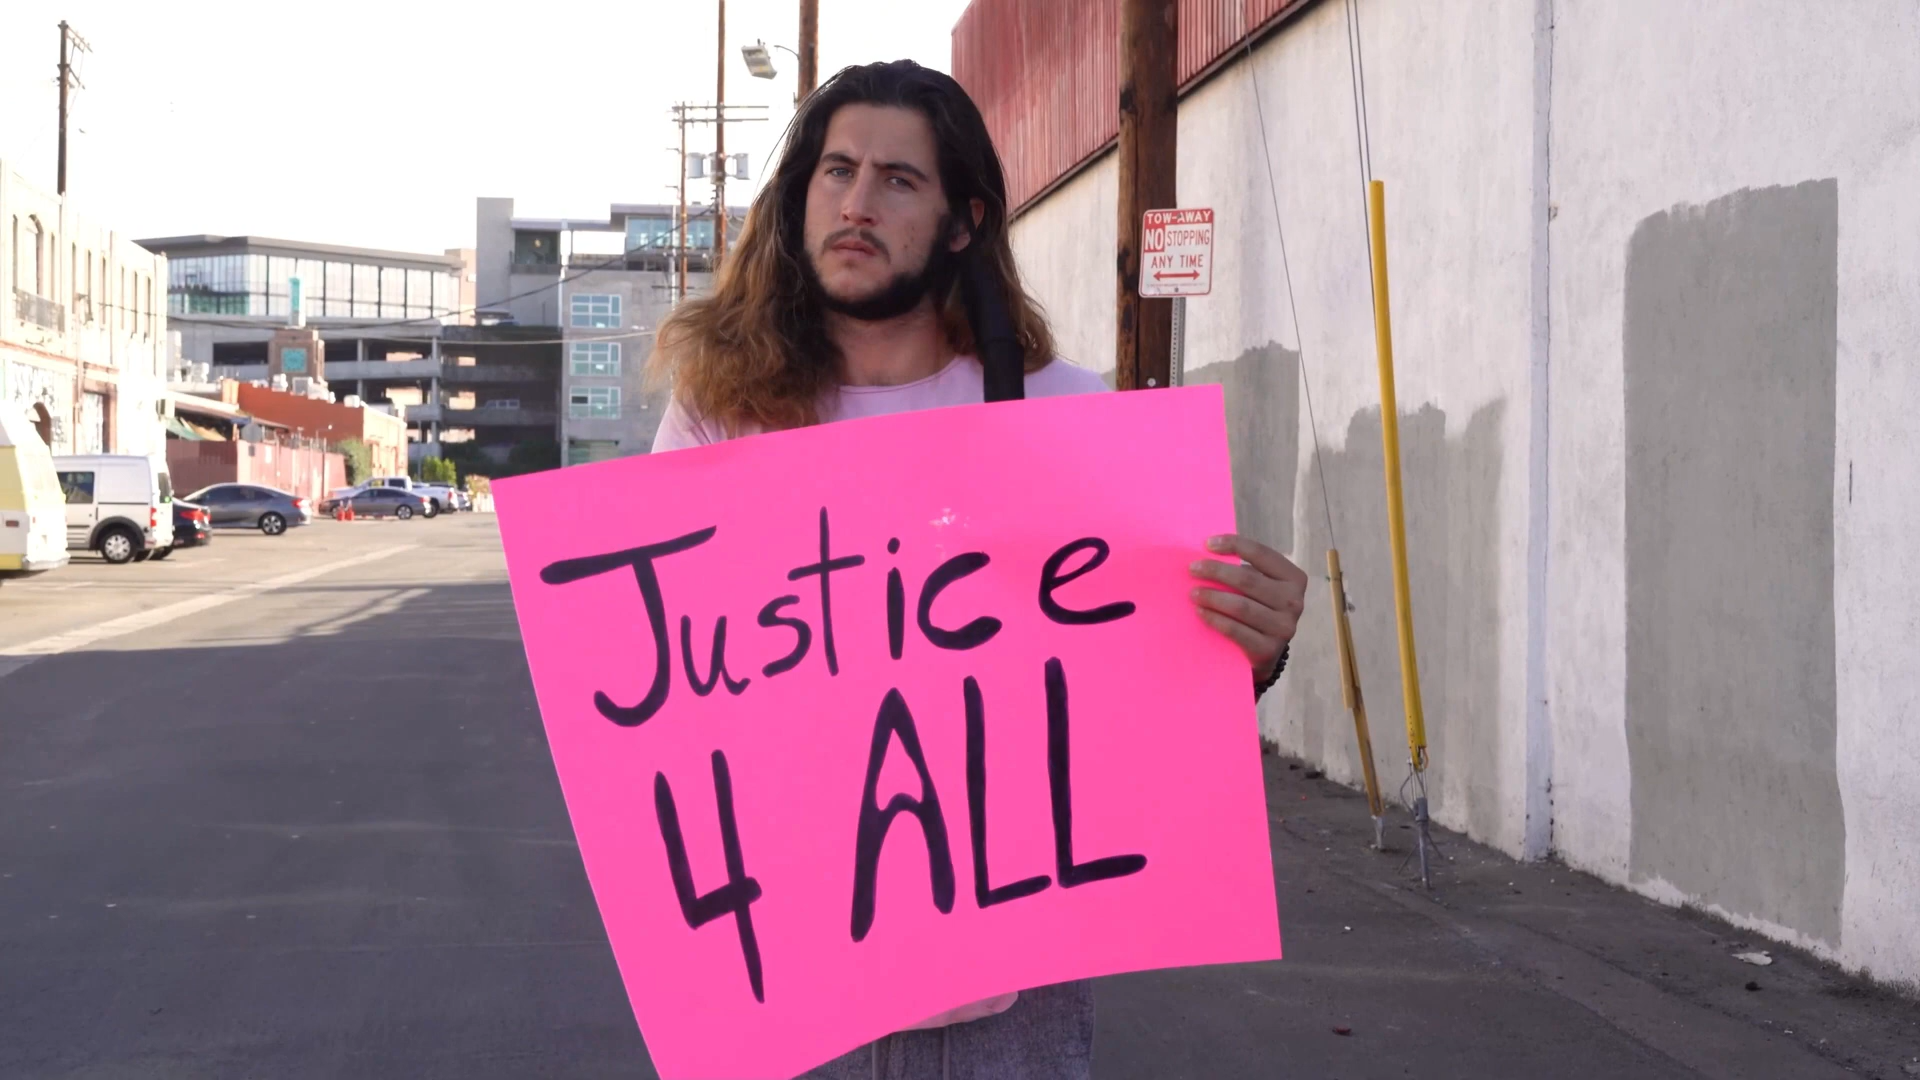 TOW-AWAY
NO STOPPING
ANY TIME
Justice
4 ALL